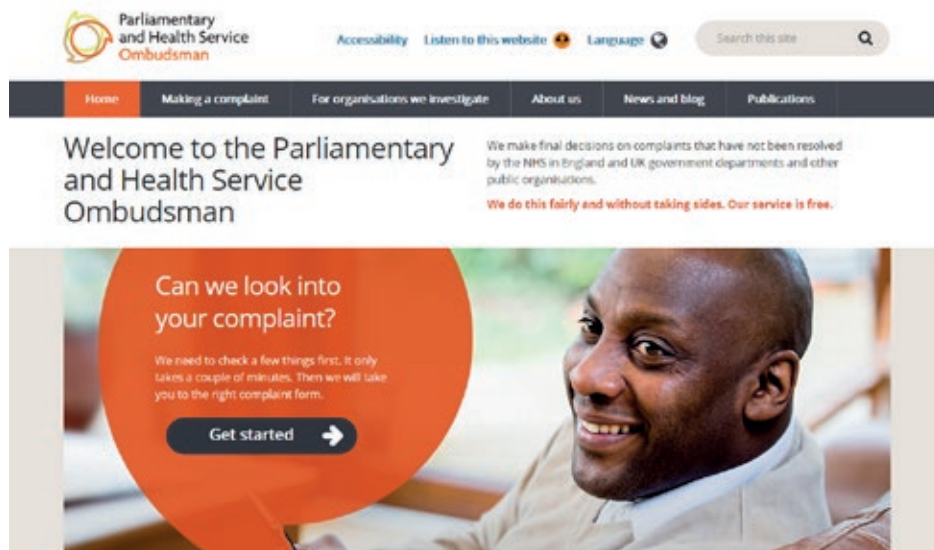 Parliamentary
and Health Service
Ombudsman
Accessibility Listen to this website Language Search this site
Home Making a complaint For organisations we investigate About us News and blog Publications
Welcome to the Parliamentary
and Health Service
Ombudsman
We make final decisions on complaints that have not been resolved
by the NHS in England and UK government departments and other
public organisations.
We do this fairly and without taking sides. Our service is free.
Can we look into
your complaint?
We need to check a few things first. It only
takes a couple of minutes. Then we will take
you to the right complaint form.
Get started